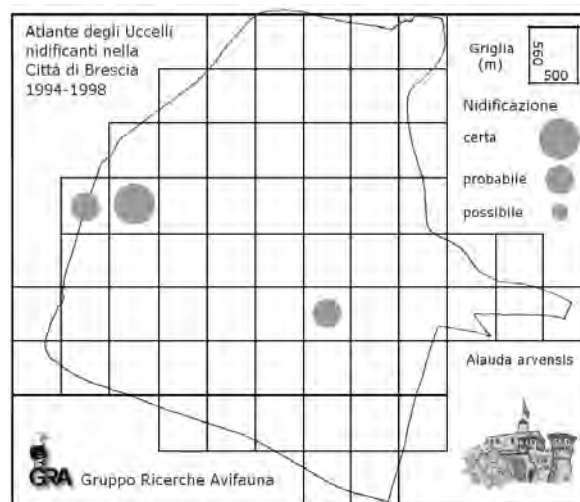 Atlante degli Uccelli
nidificanti nella
Città di Brescia
1994-1998
Griglia
(m)
560
500
Nidificazione
certa
probabile
possibile
Alauda arvensis
GRA Gruppo Ricerche Avifauna